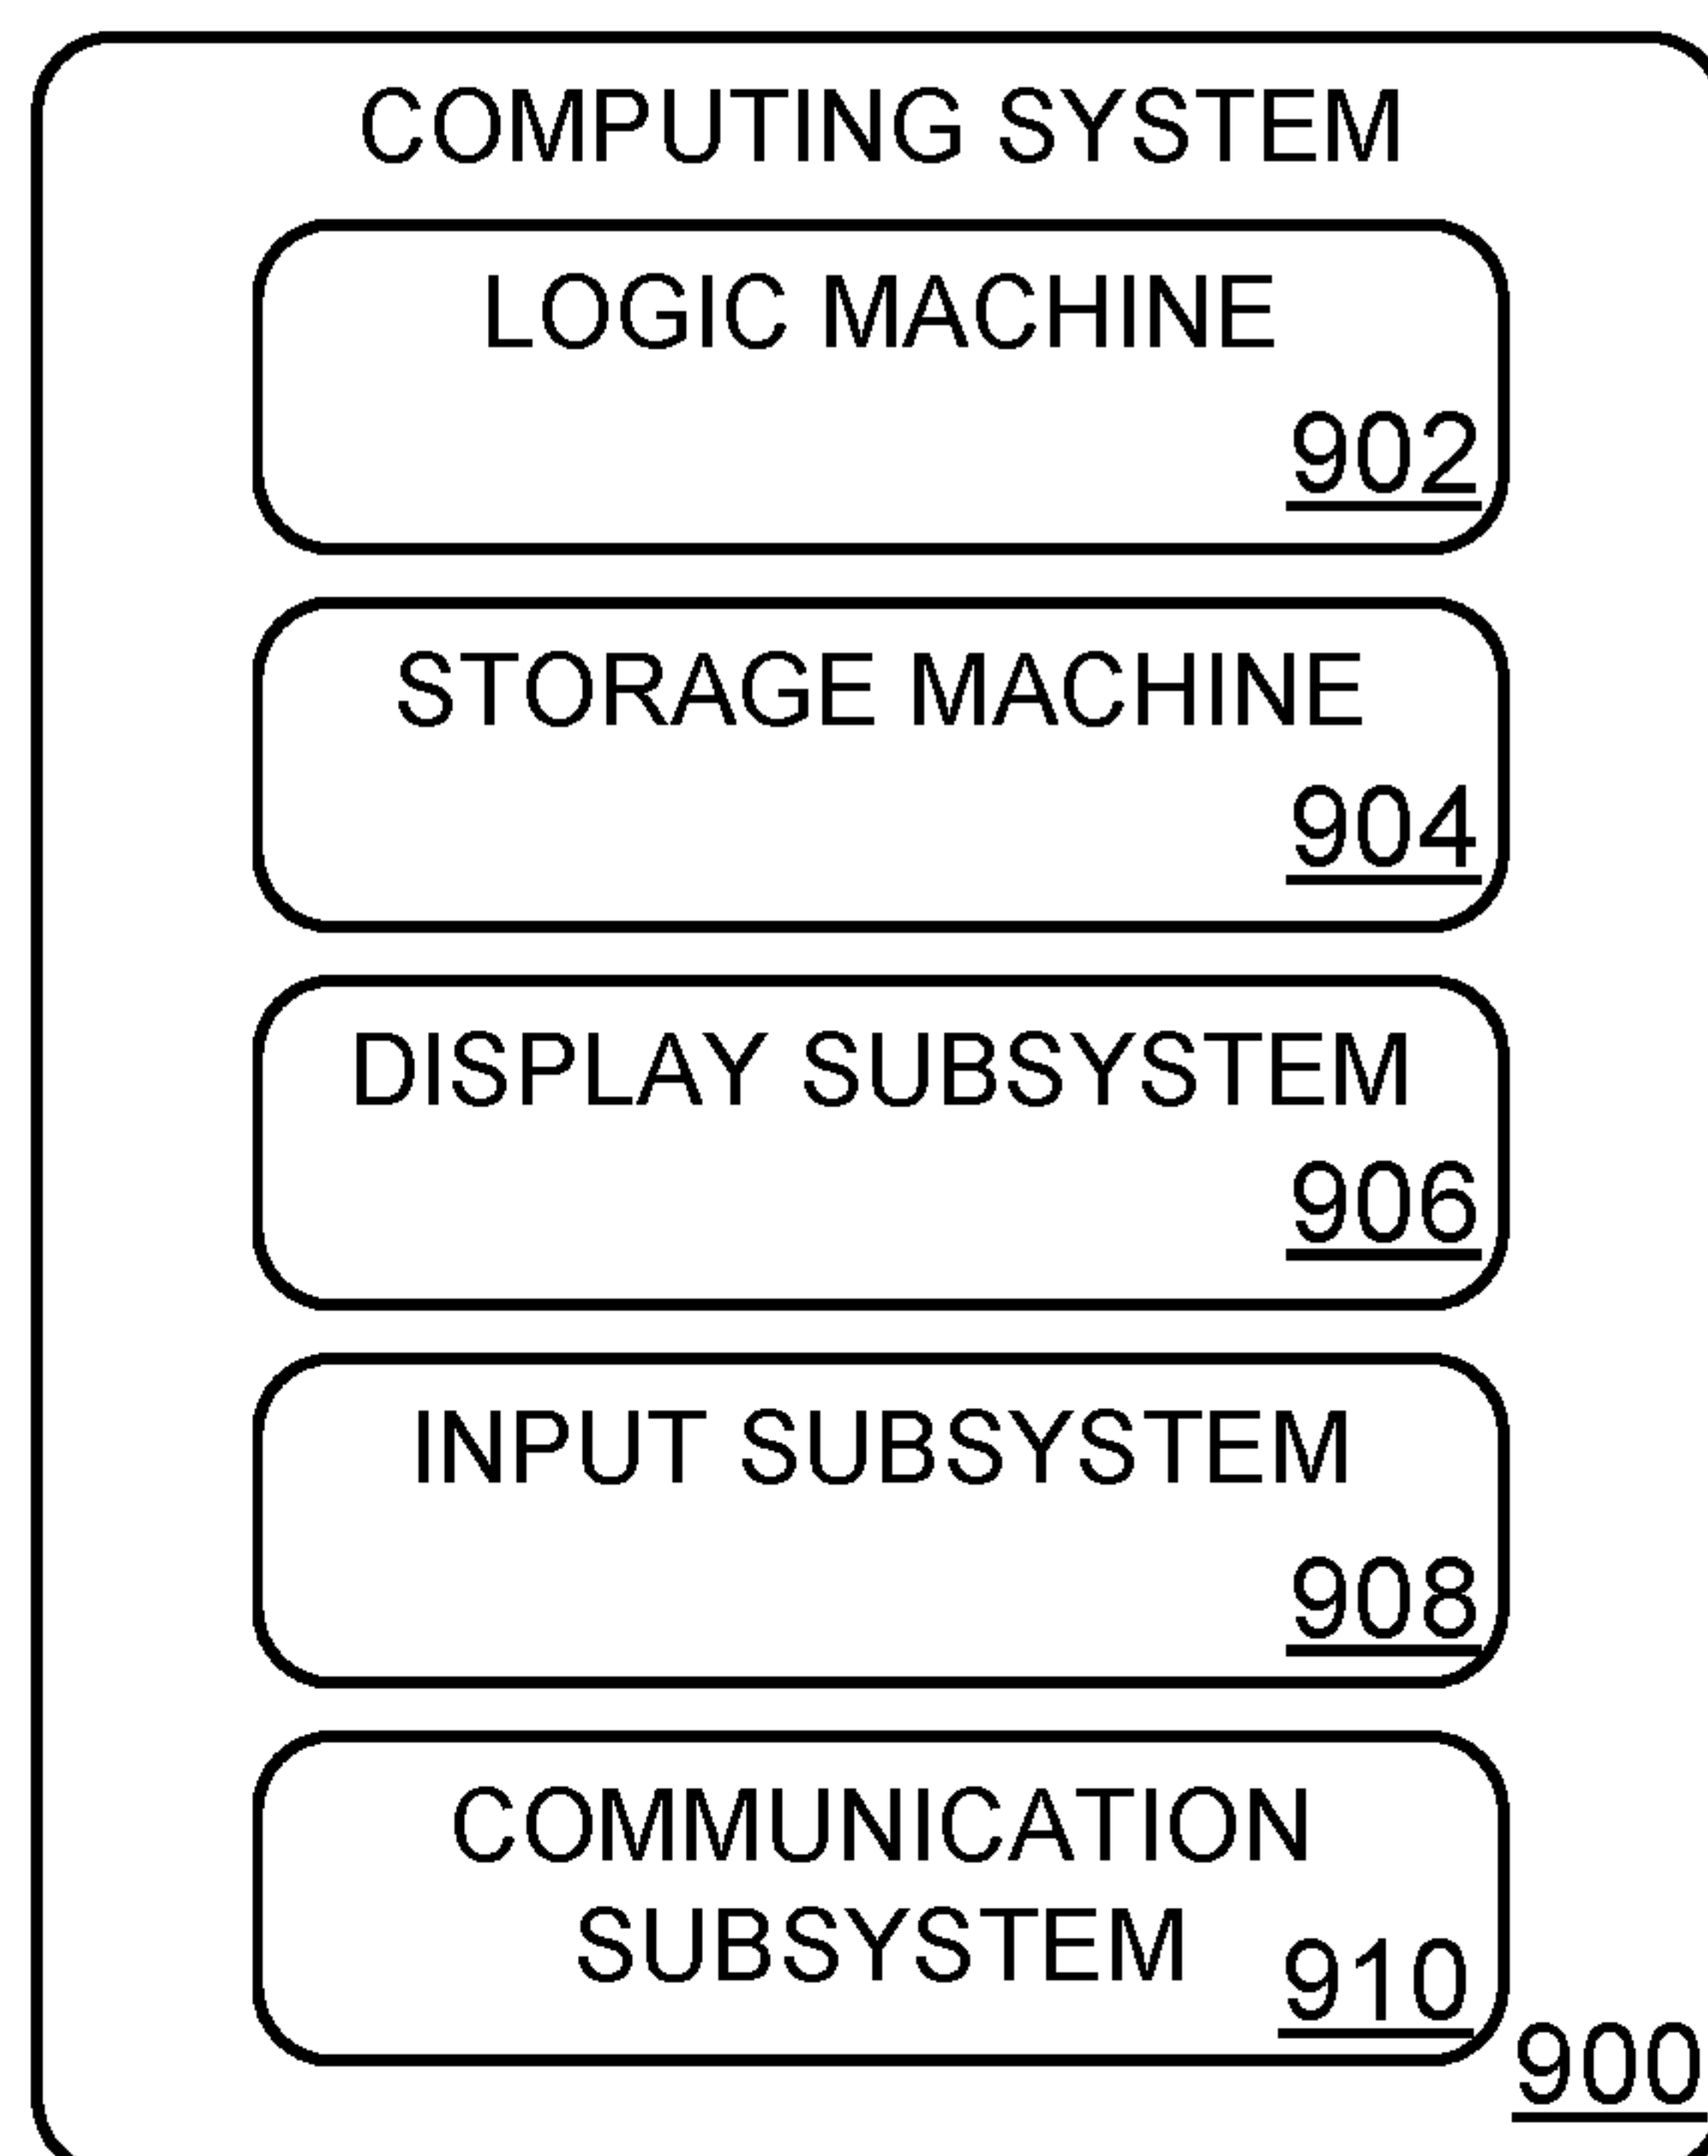 COMPUTING SYSTEM
LOGIC MACHINE
902
STORAGE MACHINE
904
DISPLAY SUBSYSTEM
906
INPUT SUBSYSTEM
908
COMMUNICATION
SUBSYSTEM
910
900